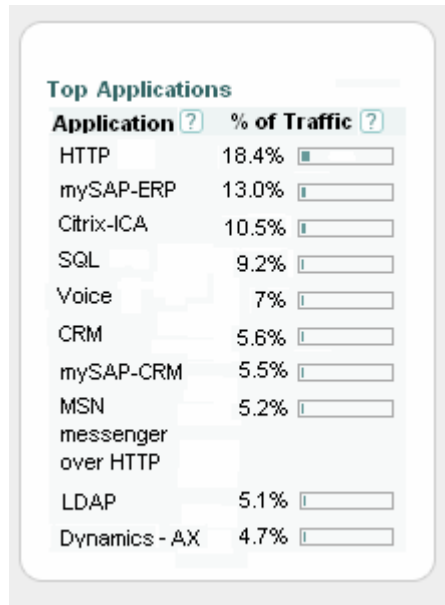 Top Applications
Application ? % of Traffic ?
HTTP 18.4%
mySAP-ERP 13.0%
Citrix-ICA 10.5%
SQL 9.2%
Voice 7%
CRM 5.6%
mySAP-CRM 5.5%
MSN 5.2%
messenger
over HTTP
LDAP 5.1%
Dynamics - AX 4.7%